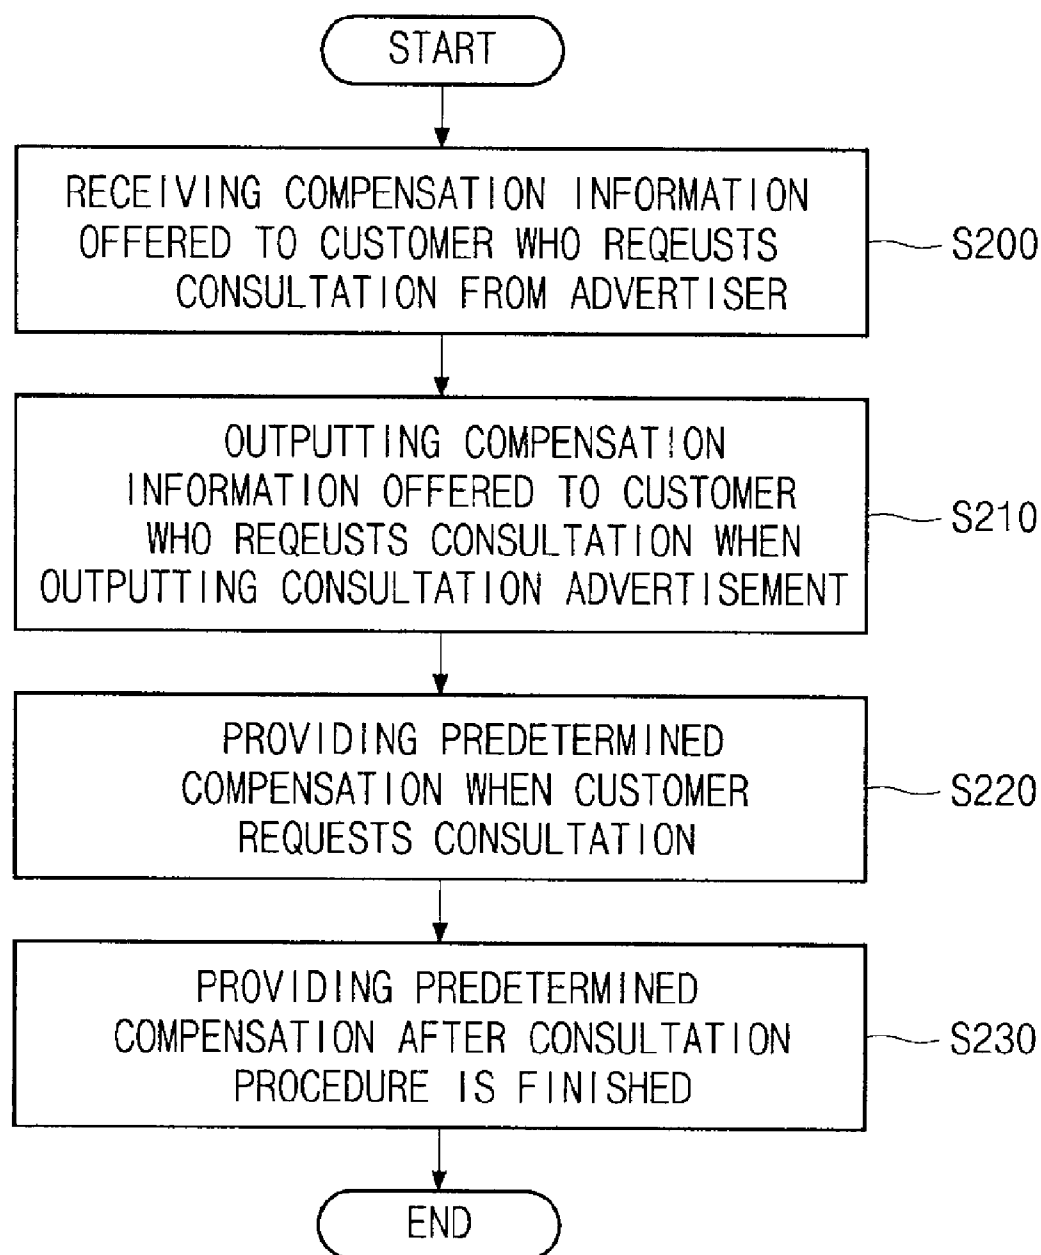 START
RECEIVING COMPENSATION INFORMATION
OFFERED TO CUSTOMER WHO REQEUSTS
CONSULTATION FROM ADVERTISER
S200
OUTPUTTING COMPENSATION
INFORMATION OFFERED TO CUSTOMER
WHO REQEUSTS CONSULTATION WHEN
OUTPUTTING CONSULTATION ADVERTISEMENT
S210
PROVIDING PREDETERMINED
COMPENSATION WHEN CUSTOMER
REQUESTS CONSULTATION
S220
PROVIDING PREDETERMINED
COMPENSATION AFTER CONSULTATION
PROCEDURE IS FINISHED
S230
END